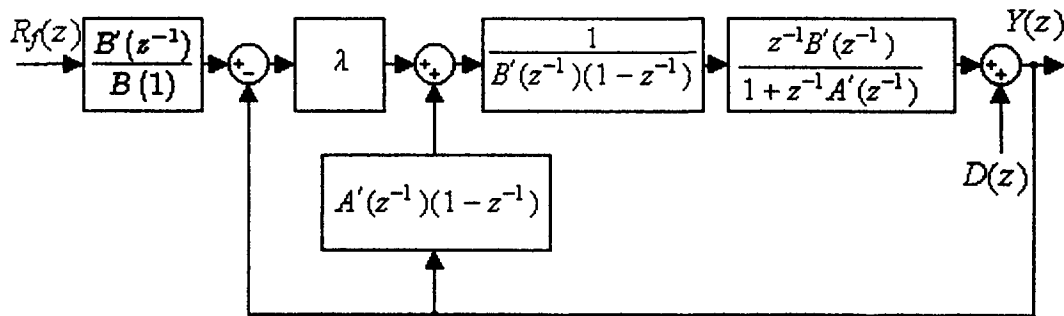 R_f(z)
B'(z^{-1})
B(1)
+
−
λ
+
+
1
B'(z^{-1})(1 − z^{-1})
z^{-1}B'(z^{-1})
1 + z^{-1}A'(z^{-1})
+
+
Y(z)
A'(z^{-1})(1 − z^{-1})
D(z)